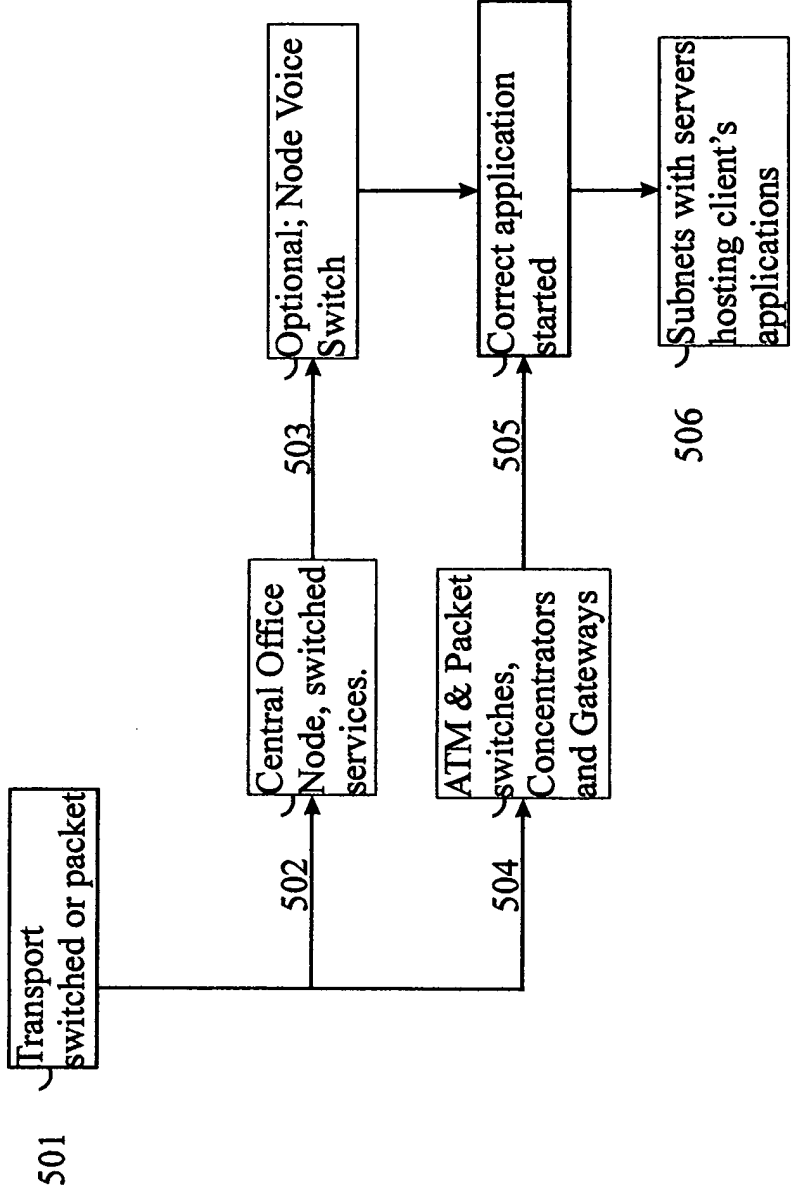 501
Transport
switched or packet
502
Central Office
Node, switched
services.
503
Optional; Node Voice
Switch
504
ATM & Packet
switches,
Concentrators
and Gateways
505
Correct application
started
506
Subnets with servers
hosting client's
applications